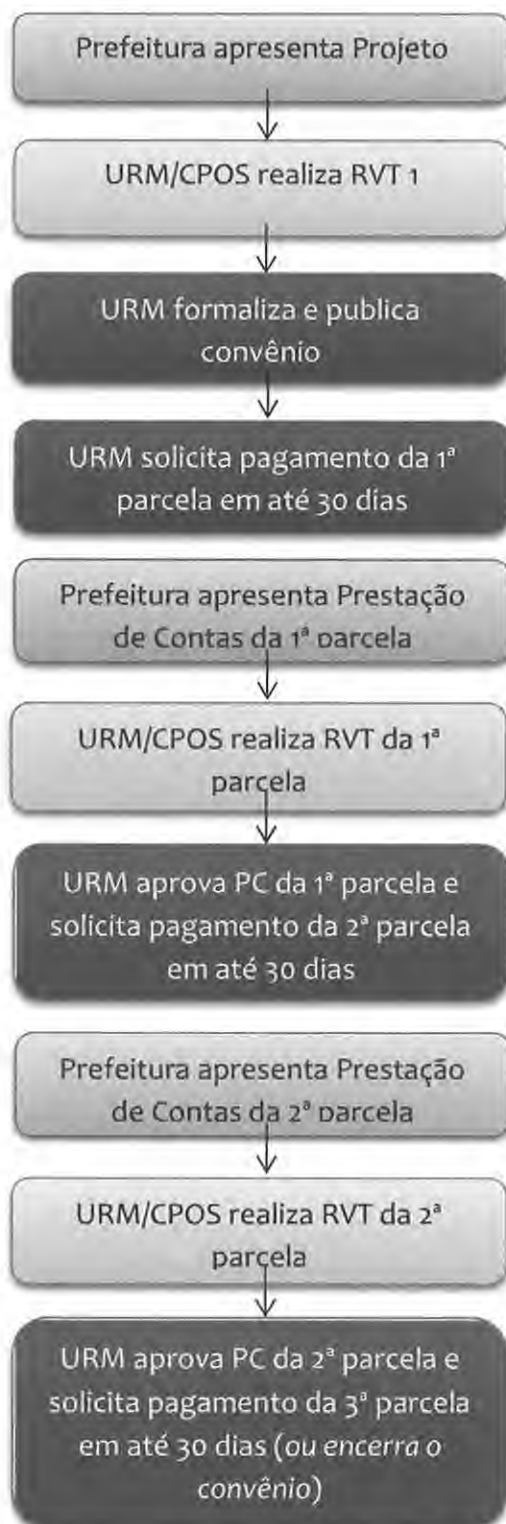 Prefeitura apresenta Projeto
URM/CPOS realiza RVT 1
URM formaliza e publica
convênio
URM solicita pagamento da 1ª
parcela em até 30 dias
Prefeitura apresenta Prestação
de Contas da 1ª parcela
URM/CPOS realiza RVT da 1ª
parcela
URM aprova PC da 1ª parcela e
solicita pagamento da 2ª parcela
em até 30 dias
Prefeitura apresenta Prestação
de Contas da 2ª parcela
URM/CPOS realiza RVT da 2ª
parcela
URM aprova PC da 2ª parcela e
solicita pagamento da 3ª parcela
em até 30 dias (ou encerra o
convênio)